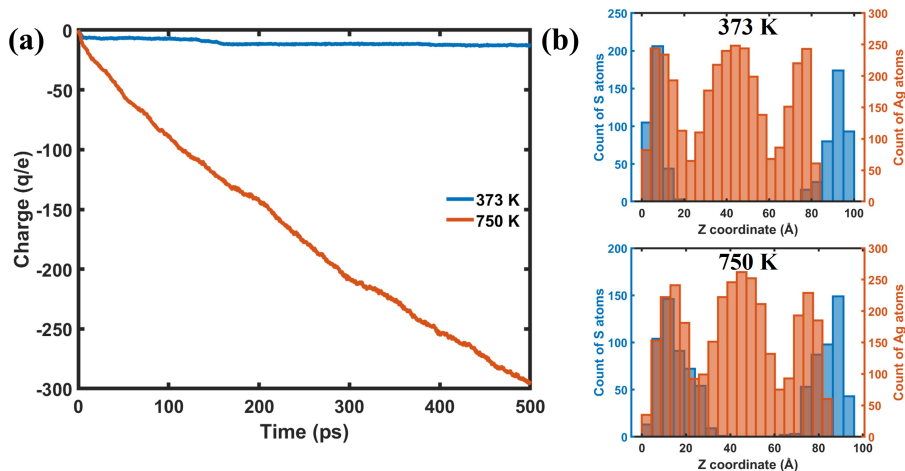 (a)
0
-50
-100
-150
-200
-250
-300
Charge (q/e)
373 K
750 K
0 100 200 300 400 500
Time (ps)
(b)
373 K
250
200
150
100
50
0
Count of S atoms
300
250
200
150
100
50
0
Count of Ag atoms
0 20 40 60 80 100
Z coordinate (Å)
750 K
200
150
100
50
0
Count of S atoms
300
250
200
150
100
50
0
Count of Ag atoms
0 20 40 60 80 100
Z coordinate (Å)